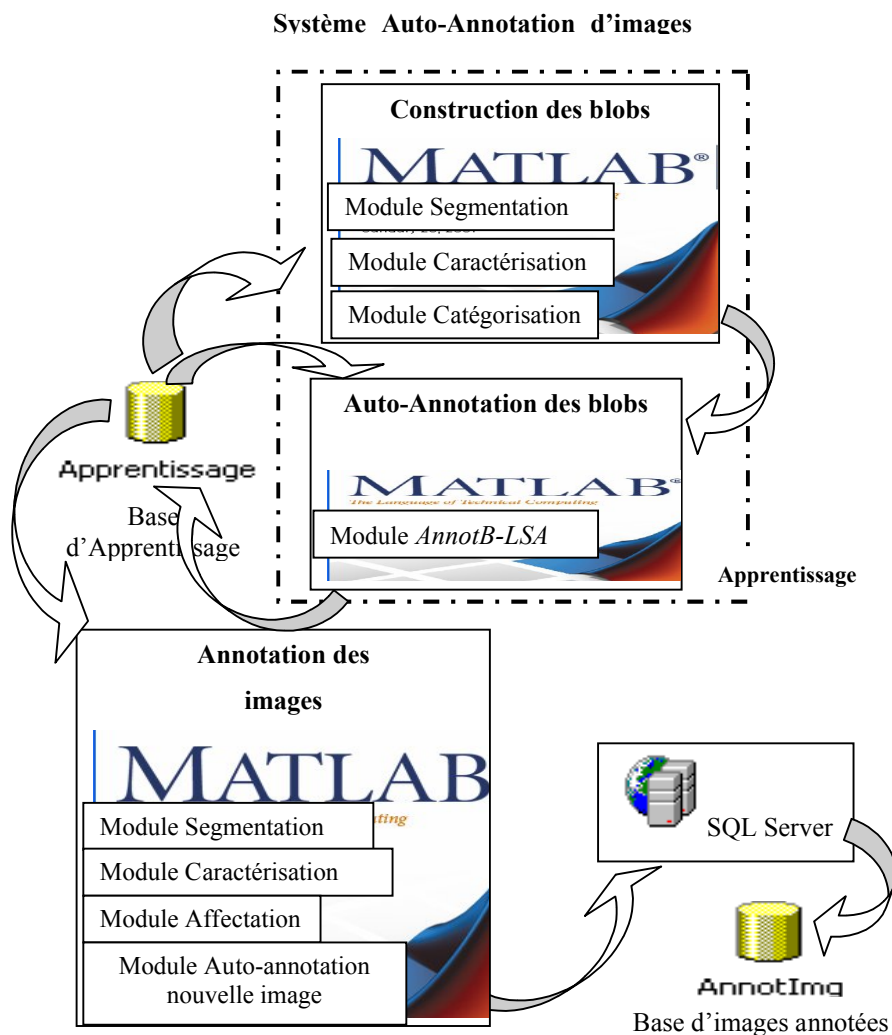 Système Auto-Annotation d'images
Construction des blobs
MATLAB®
Module Segmentation
Module Caractérisation
Module Catégorisation
Auto-Annotation des blobs
MATLAB®
The Language of Technical Computing
Module AnnotB-LSA
Apprentissage
Apprentissage
Base
d'Apprentissage
Annotation des
images
MATLAB
Module Segmentation
Module Caractérisation
Module Affectation
Module Auto-annotation
nouvelle image
SQL Server
AnnotImg
Base d'images annotées